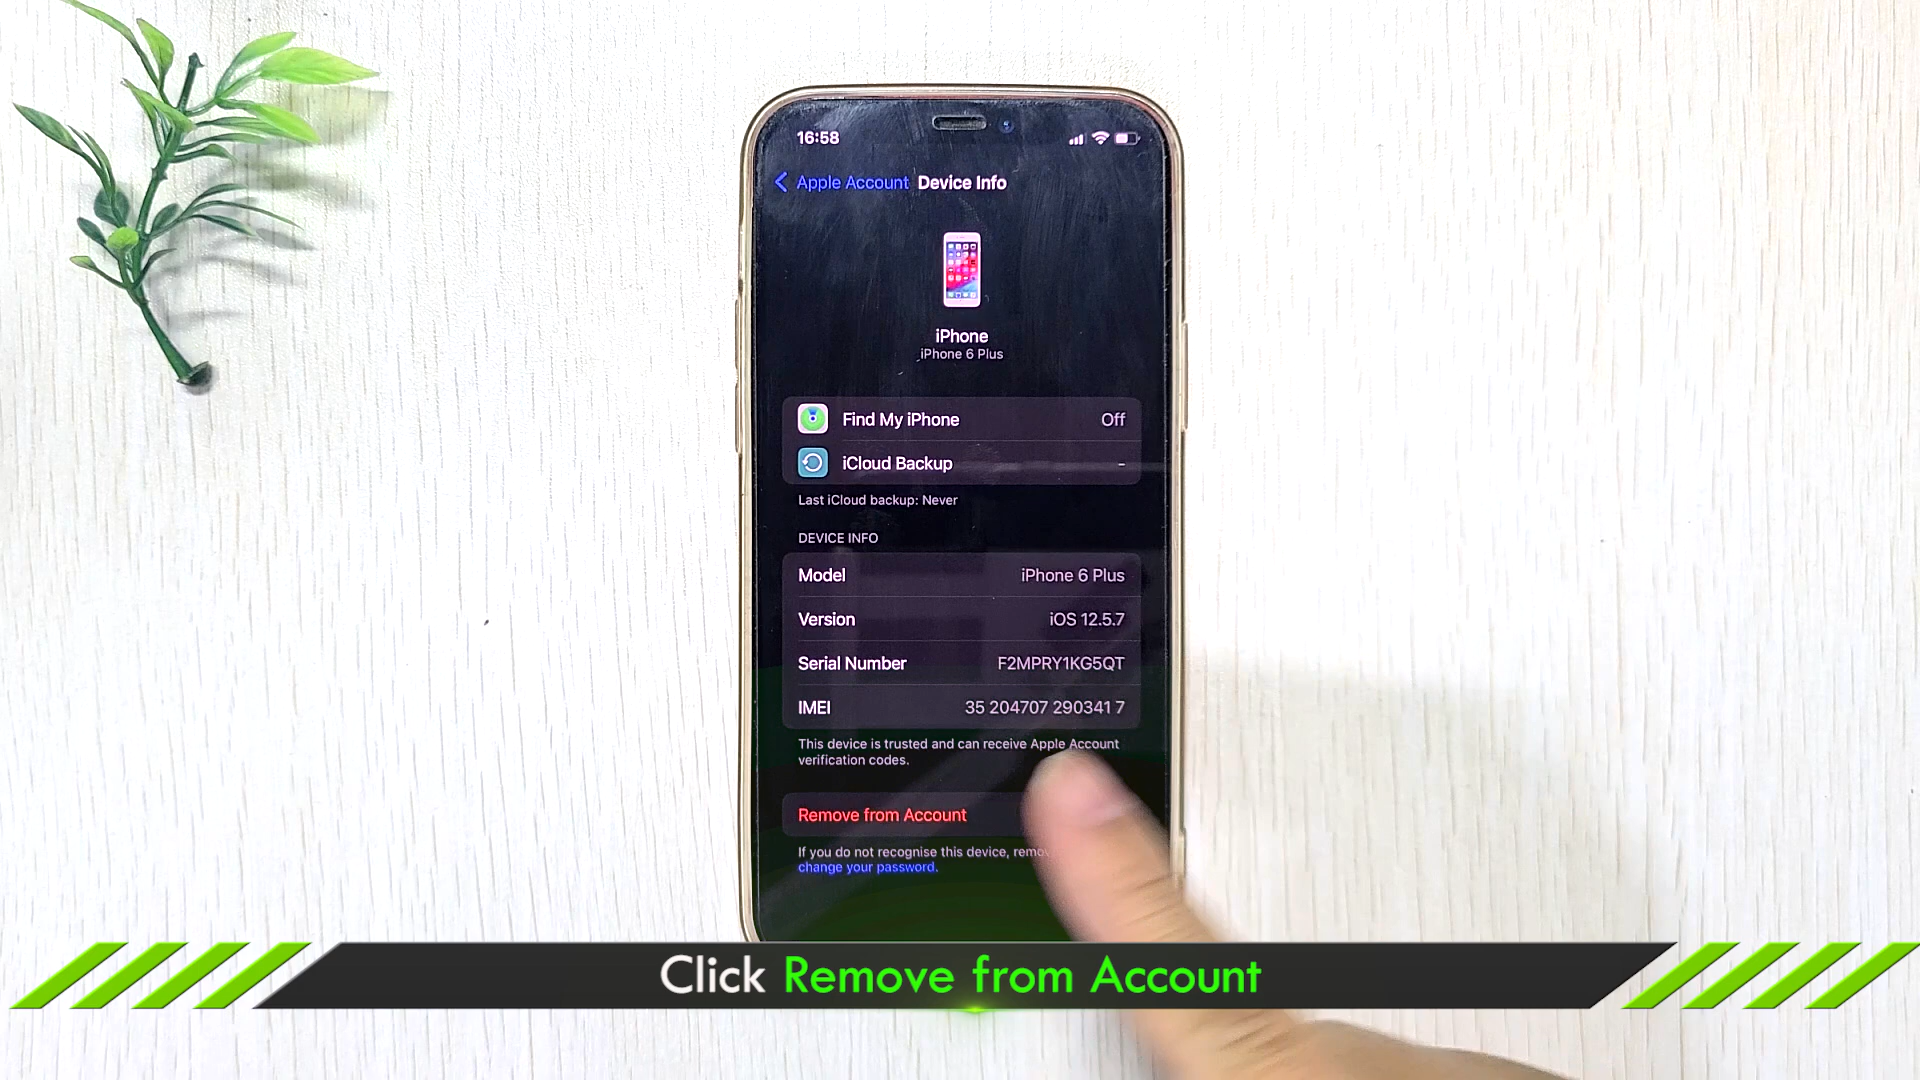 16:58
Apple Account Device Info
iPhone
iPhone 6 Plus
Find My iPhone Off
iCloud Backup -
Last iCloud backup: Never
DEVICE INFO
Model iPhone 6 Plus
Version iOS 12.5.7
Serial Number F2MPRY1KG5QT
IMEI 35 204707 290341 7
This device is trusted and can receive Apple Account
verification codes.
Remove from Account
If you do not recognise this device,
change your password.
Click Remove from Account